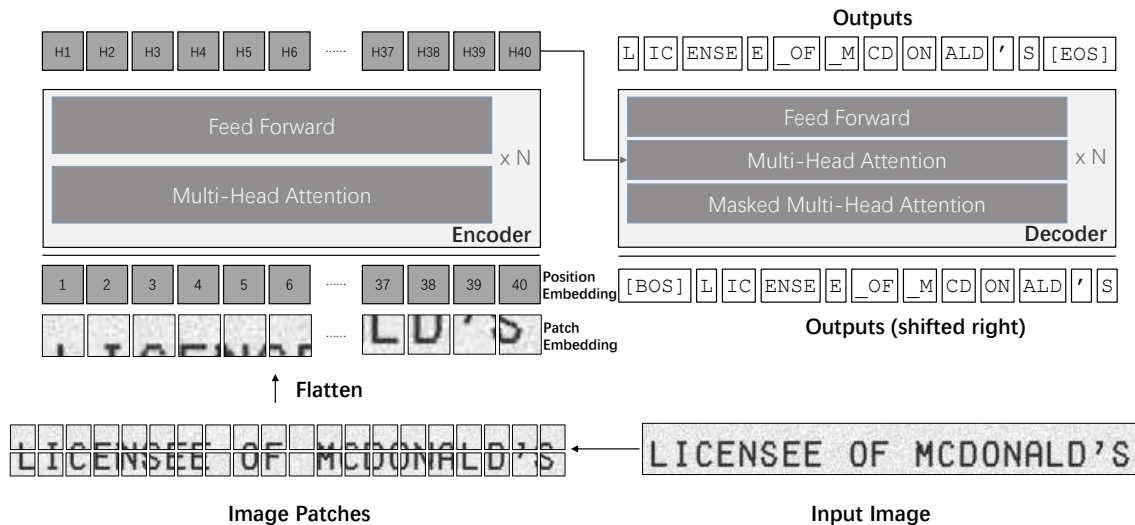 Outputs
H1 H2 H3 H4 H5 H6 ...... H37 H38 H39 H40
L IC ENSE E _OF _M CD ON ALD ' S [EOS]
Feed Forward
Multi-Head Attention
x N
Encoder
Feed Forward
Multi-Head Attention
Masked Multi-Head Attention
x N
Decoder
1 2 3 4 5 6 ...... 37 38 39 40
Position
Embedding
[BOS] L IC ENSE E _OF _M CD ON ALD ' S
LICENSE ...... LD'S
Patch
Embedding
Outputs (shifted right)
Flatten
LICENSEE OF MCDONALD'S
LICENSEE OF MCDONALD'S
Image Patches
Input Image